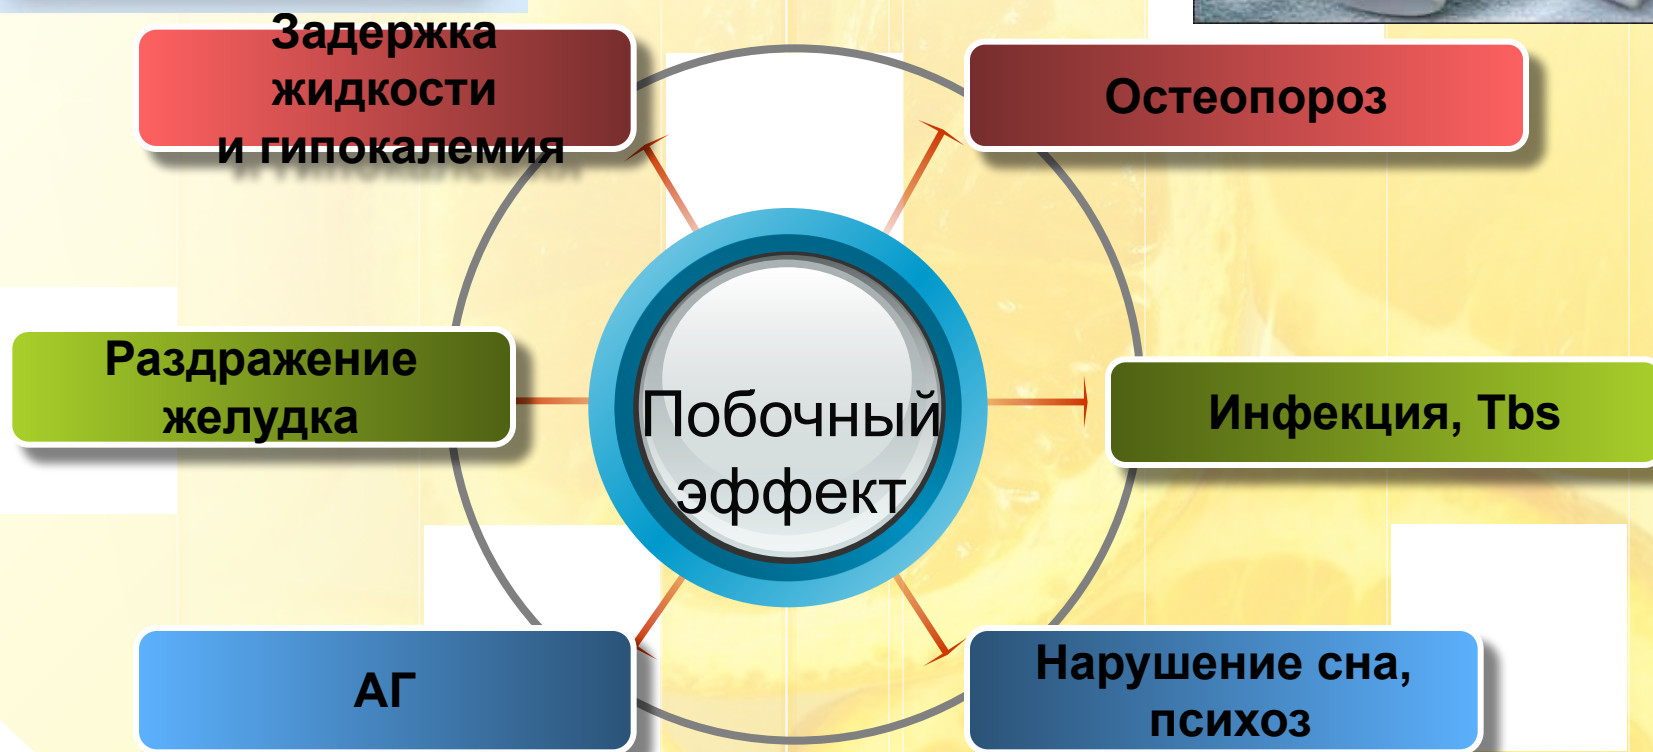 Задержка
жидкости
и гипокалемия
Остеопороз
Раздражение
желудка
Побочный
эффект
Инфекция, Tbs
АГ
Нарушение сна,
психоз